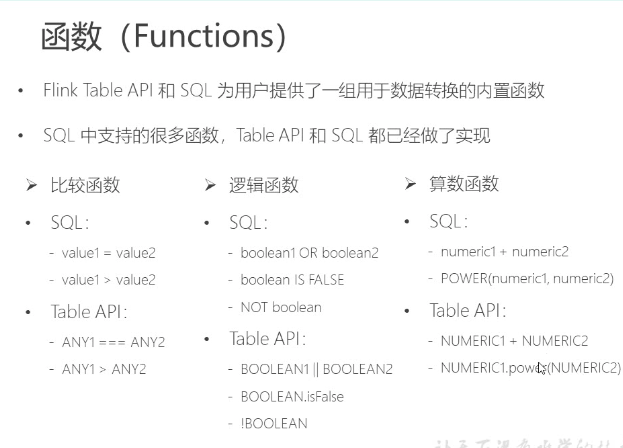 函数（Functions）
• Flink Table API 和 SQL 为用户提供了一组用于数据转换的内置函数
• SQL 中支持的很多函数，Table API 和 SQL 都已经做了实现
➢ 比较函数
• SQL：
- value1 = value2
- value1 > value2
• Table API：
- ANY1 === ANY2
- ANY1 > ANY2
➢ 逻辑函数
• SQL：
- boolean1 OR boolean2
- boolean IS FALSE
- NOT boolean
• Table API：
- BOOLEAN1 || BOOLEAN2
- BOOLEAN.isFalse
- !BOOLEAN
➢ 算数函数
• SQL：
- numeric1 + numeric2
- POWER(numeric1, numeric2)
• Table API：
- NUMERIC1 + NUMERIC2
- NUMERIC1.power(NUMERIC2)